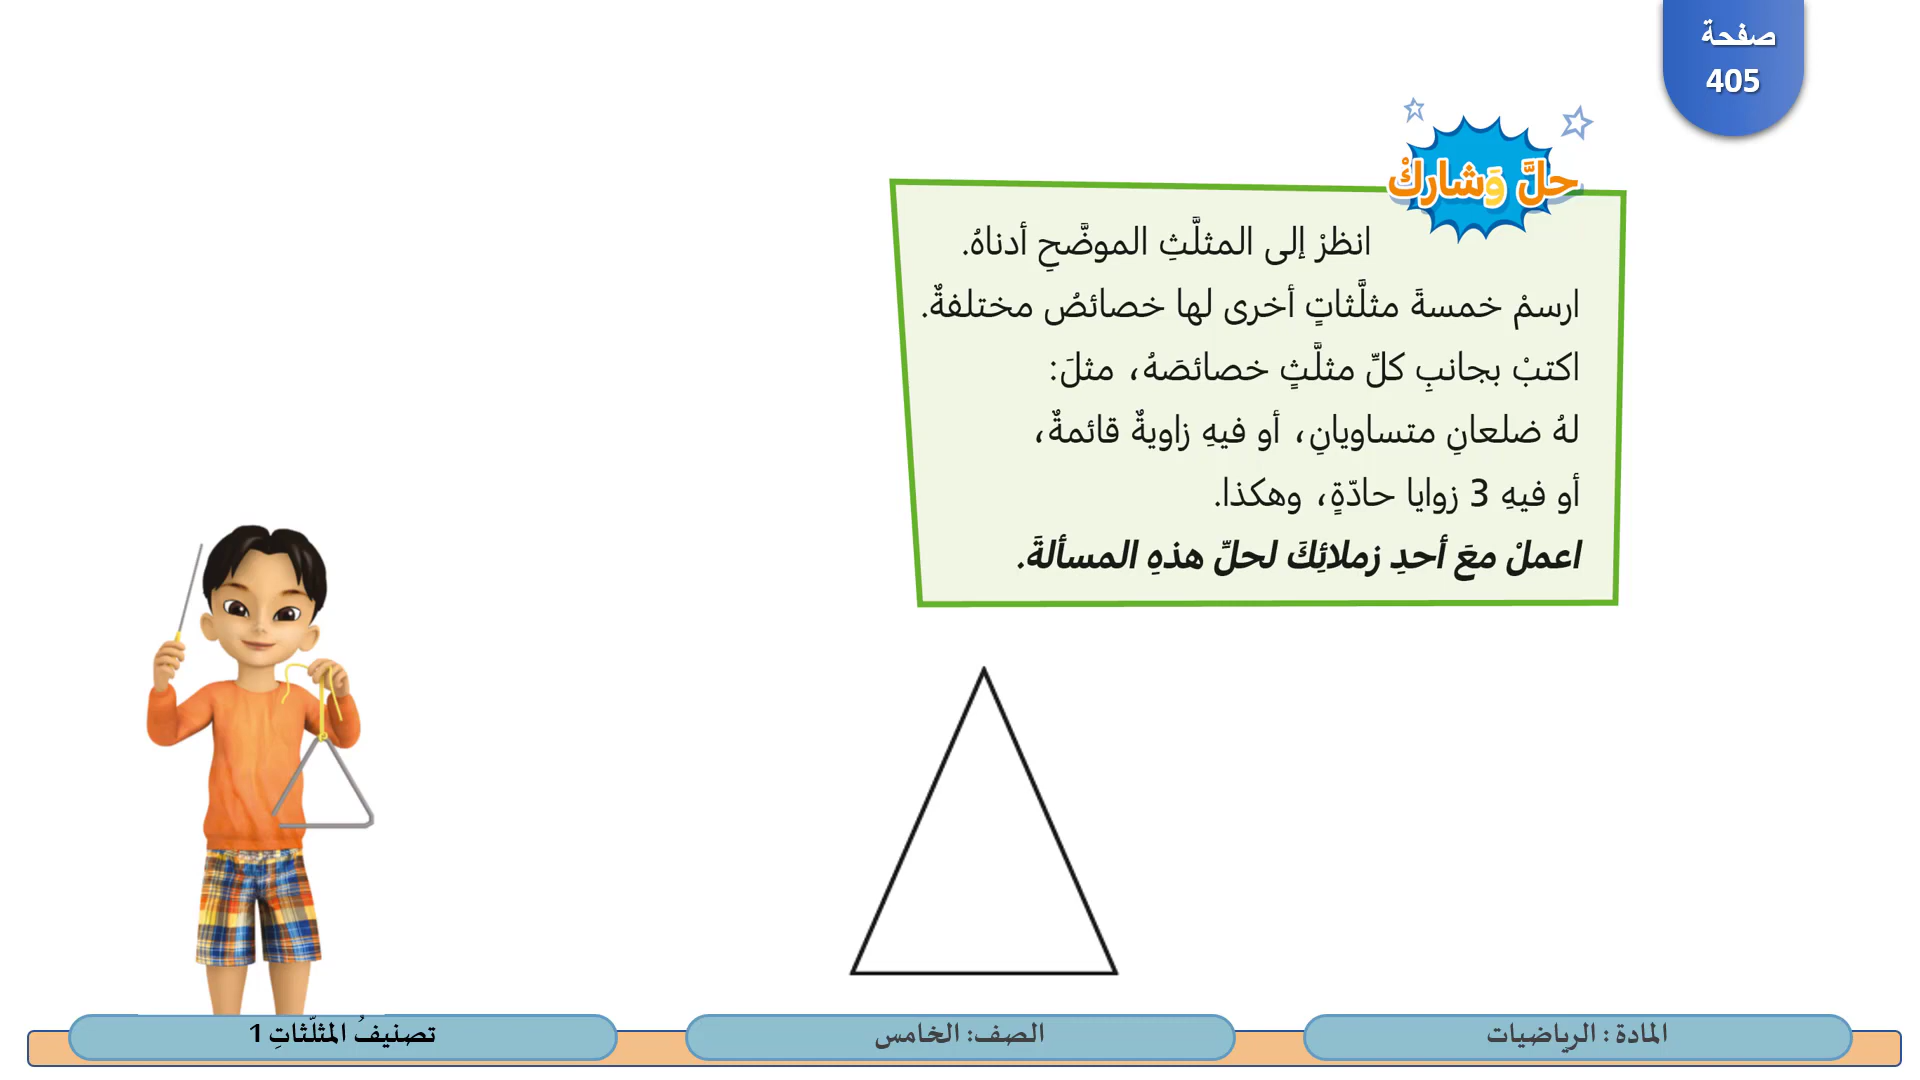 صفحة
405
حلَّ وَشاركْ
انظرْ إلى المثلَّثِ الموضَّحِ أدناهُ.
ارسمْ خمسةَ مثلَّثاتٍ أخرى لها خصائصُ مختلفةٌ.
اكتبْ بجانبِ كلِّ مثلَّثٍ خصائصَهُ، مثلَ:
لهُ ضلعانِ متساويانِ، أو فيهِ زاويةٌ قائمةٌ،
أو فيهِ 3 زوايا حادّةٍ، وهكذا.
اعملْ معَ أحدِ زملائِكَ لحلِّ هذهِ المسألةَ.
المادة : الرياضيات
الصف: الخامس
تصنيفُ المثلّثاتِ 1